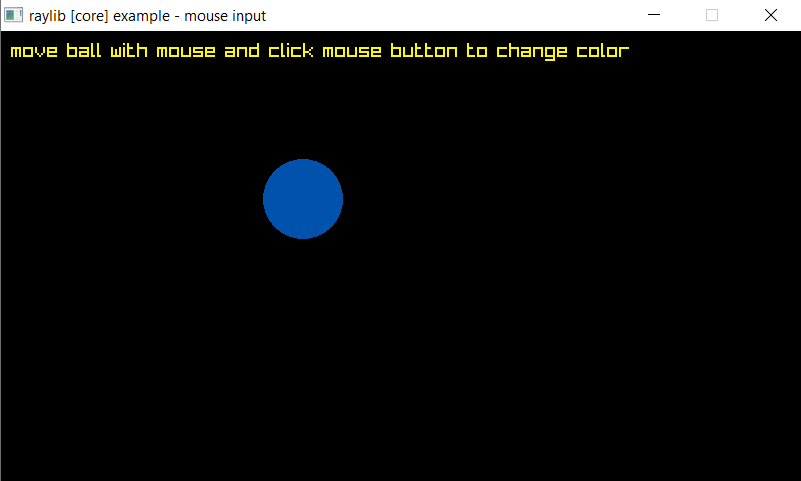 raylib [core] example - mouse input
move ball with mouse and click mouse button to change color